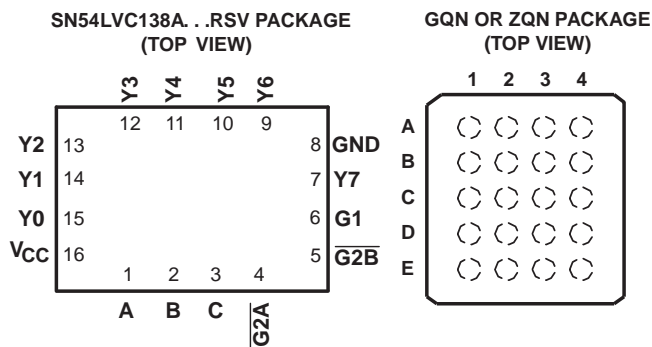 SN54LVC138A. . .RSV PACKAGE
(TOP VIEW)
Y3 Y4 Y5 Y6
12 11 10 9
Y2 13 8 GND
Y1 14 7 Y7
Y0 15 6 G1
VCC 16 5 G2B
1 2 3 4
A B C G2A
GQN OR ZQN PACKAGE
(TOP VIEW)
1 2 3 4
A
B
C
D
E